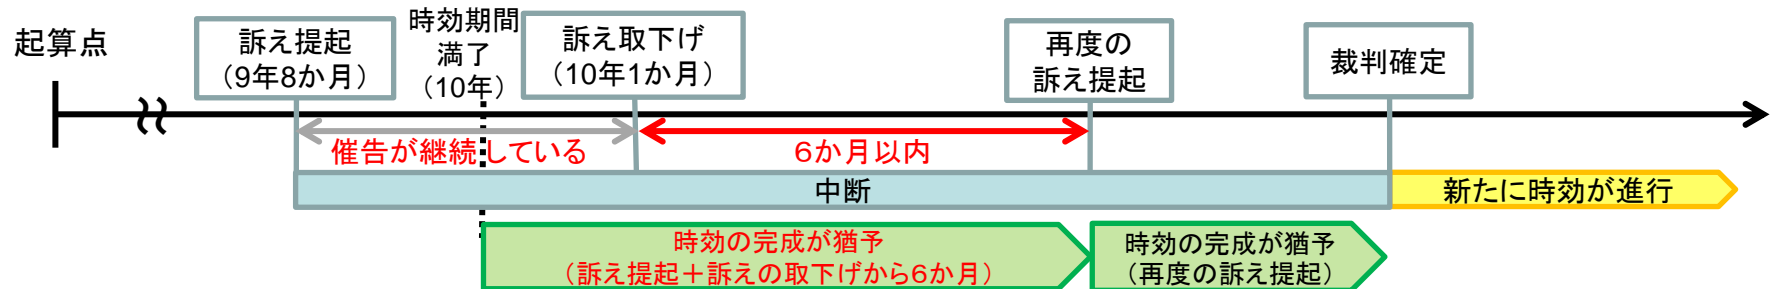 起算点
訴え提起
（9年8か月）
時効期間
満了
（10年）
訴え取下げ
（10年1か月）
再度の
訴え提起
裁判確定
催告が継続している
６か月以内
中断
新たに時効が進行
時効の完成が猶予
（訴え提起＋訴えの取下げから６か月）
時効の完成が猶予
（再度の訴え提起）